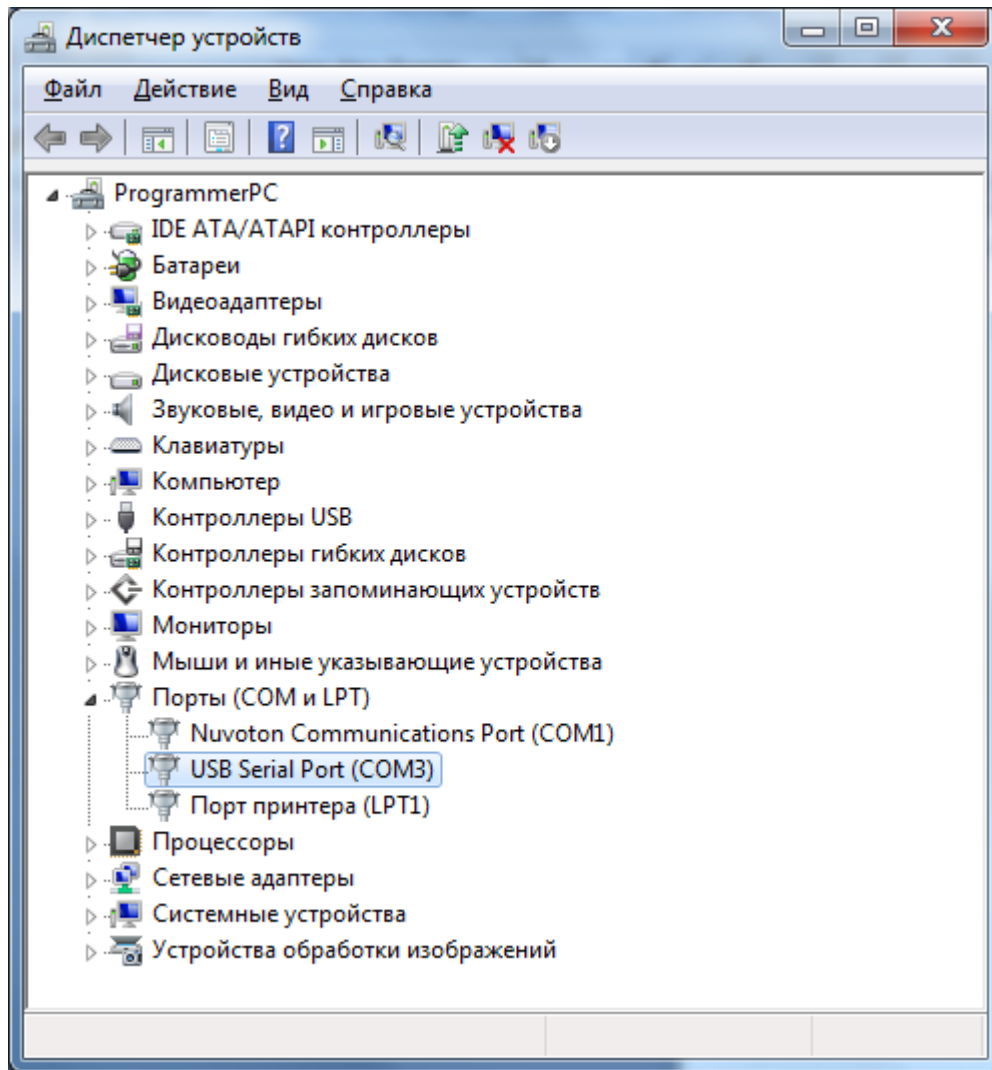 Диспетчер устройств
Файл Действие Вид Справка
ProgrammerPC
IDE ATA/ATAPI контроллеры
Батареи
Видеоадаптеры
Дисководы гибких дисков
Дисковые устройства
Звуковые, видео и игровые устройства
Клавиатуры
Компьютер
Контроллеры USB
Контроллеры гибких дисков
Контроллеры запоминающих устройств
Мониторы
Мыши и иные указывающие устройства
Порты (COM и LPT)
Nuvoton Communications Port (COM1)
USB Serial Port (COM3)
Порт принтера (LPT1)
Процессоры
Сетевые адаптеры
Системные устройства
Устройства обработки изображений